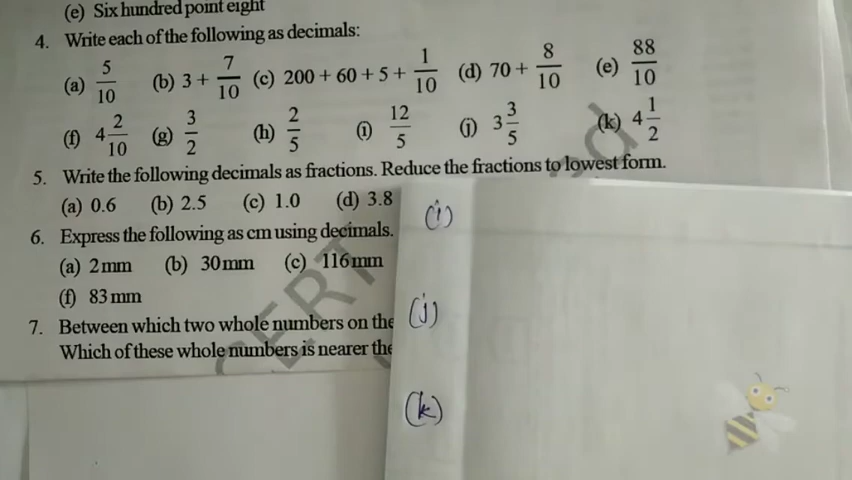 (e) Six hundred point eight
4. Write each of the following as decimals:
(a) 5/10 (b) 3 + 7/10 (c) 200 + 60 + 5 + 1/10 (d) 70 + 8/10 (e) 88/10
(f) 4 2/10 (g) 3/2 (h) 2/5 (i) 12/5 (j) 3 3/5 (k) 4 1/2
5. Write the following decimals as fractions. Reduce the fractions to lowest form.
(a) 0.6 (b) 2.5 (c) 1.0 (d) 3.8
6. Express the following as cm using decimals.
(a) 2 mm (b) 30 mm (c) 116 mm
(f) 83 mm
7. Between which two whole numbers on the
Which of these whole numbers is nearer the
(i)
(j)
(k)